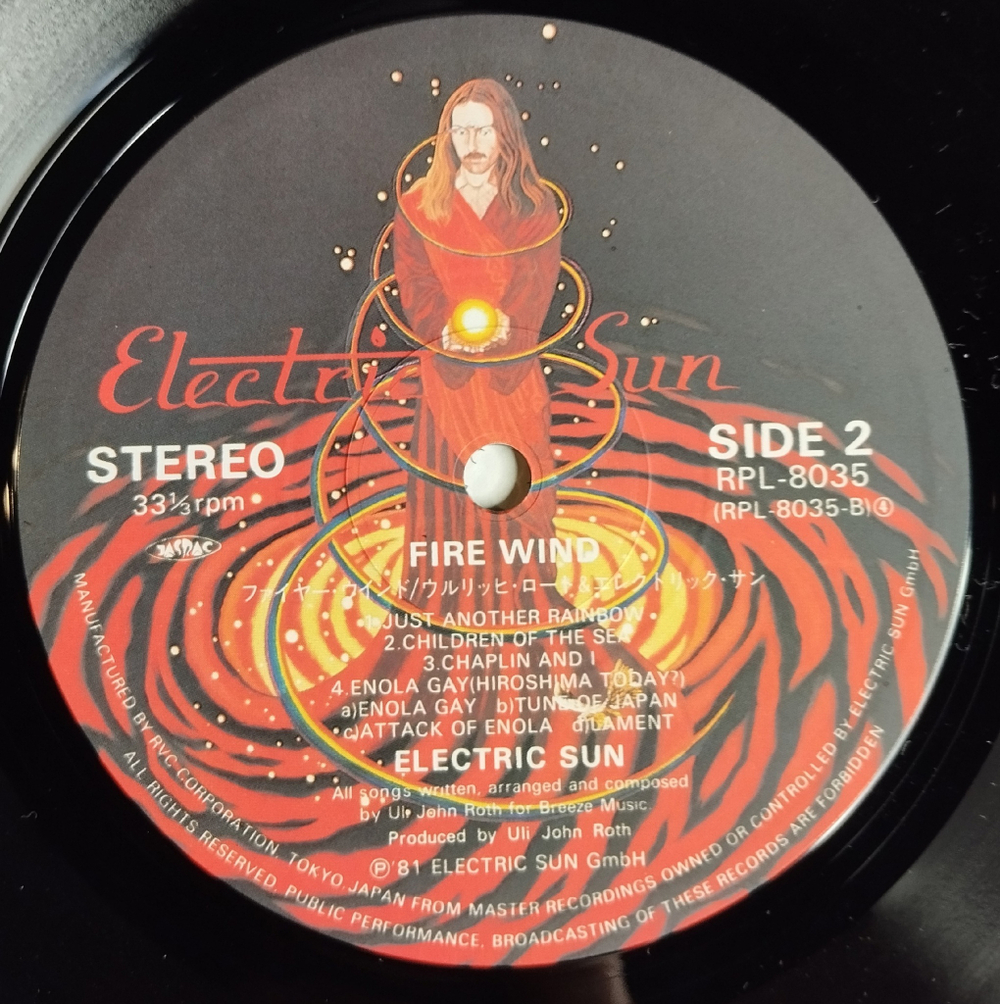 Electric Sun
STEREO
33⅓rpm
JASRAC
SIDE 2
RPL-8035
(RPL-8035-B)④
FIRE WIND
ファイヤー・ウインド/ウルリッヒ・ロート&エレクトリック・サン
1.JUST ANOTHER RAINBOW
2.CHILDREN OF THE SEA
3.CHAPLIN AND I
4.ENOLA GAY(HIROSHIMA TODAY?)
a)ENOLA GAY b)TUNE OF JAPAN
c)ATTACK OF ENOLA d)LAMENT
ELECTRIC SUN
All songs written, arranged and composed
by Uli John Roth for Breeze Music.
Produced by Uli John Roth
Ⓟ'81 ELECTRIC SUN GmbH
MANUFACTURED BY RVC CORPORATION, TOKYO, JAPAN FROM MASTER RECORDINGS OWNED OR CONTROLLED BY ELECTRIC SUN GmbH
ALL RIGHTS RESERVED. PUBLIC PERFORMANCE, BROADCASTING OF THESE RECORDS ARE FORBIDDEN